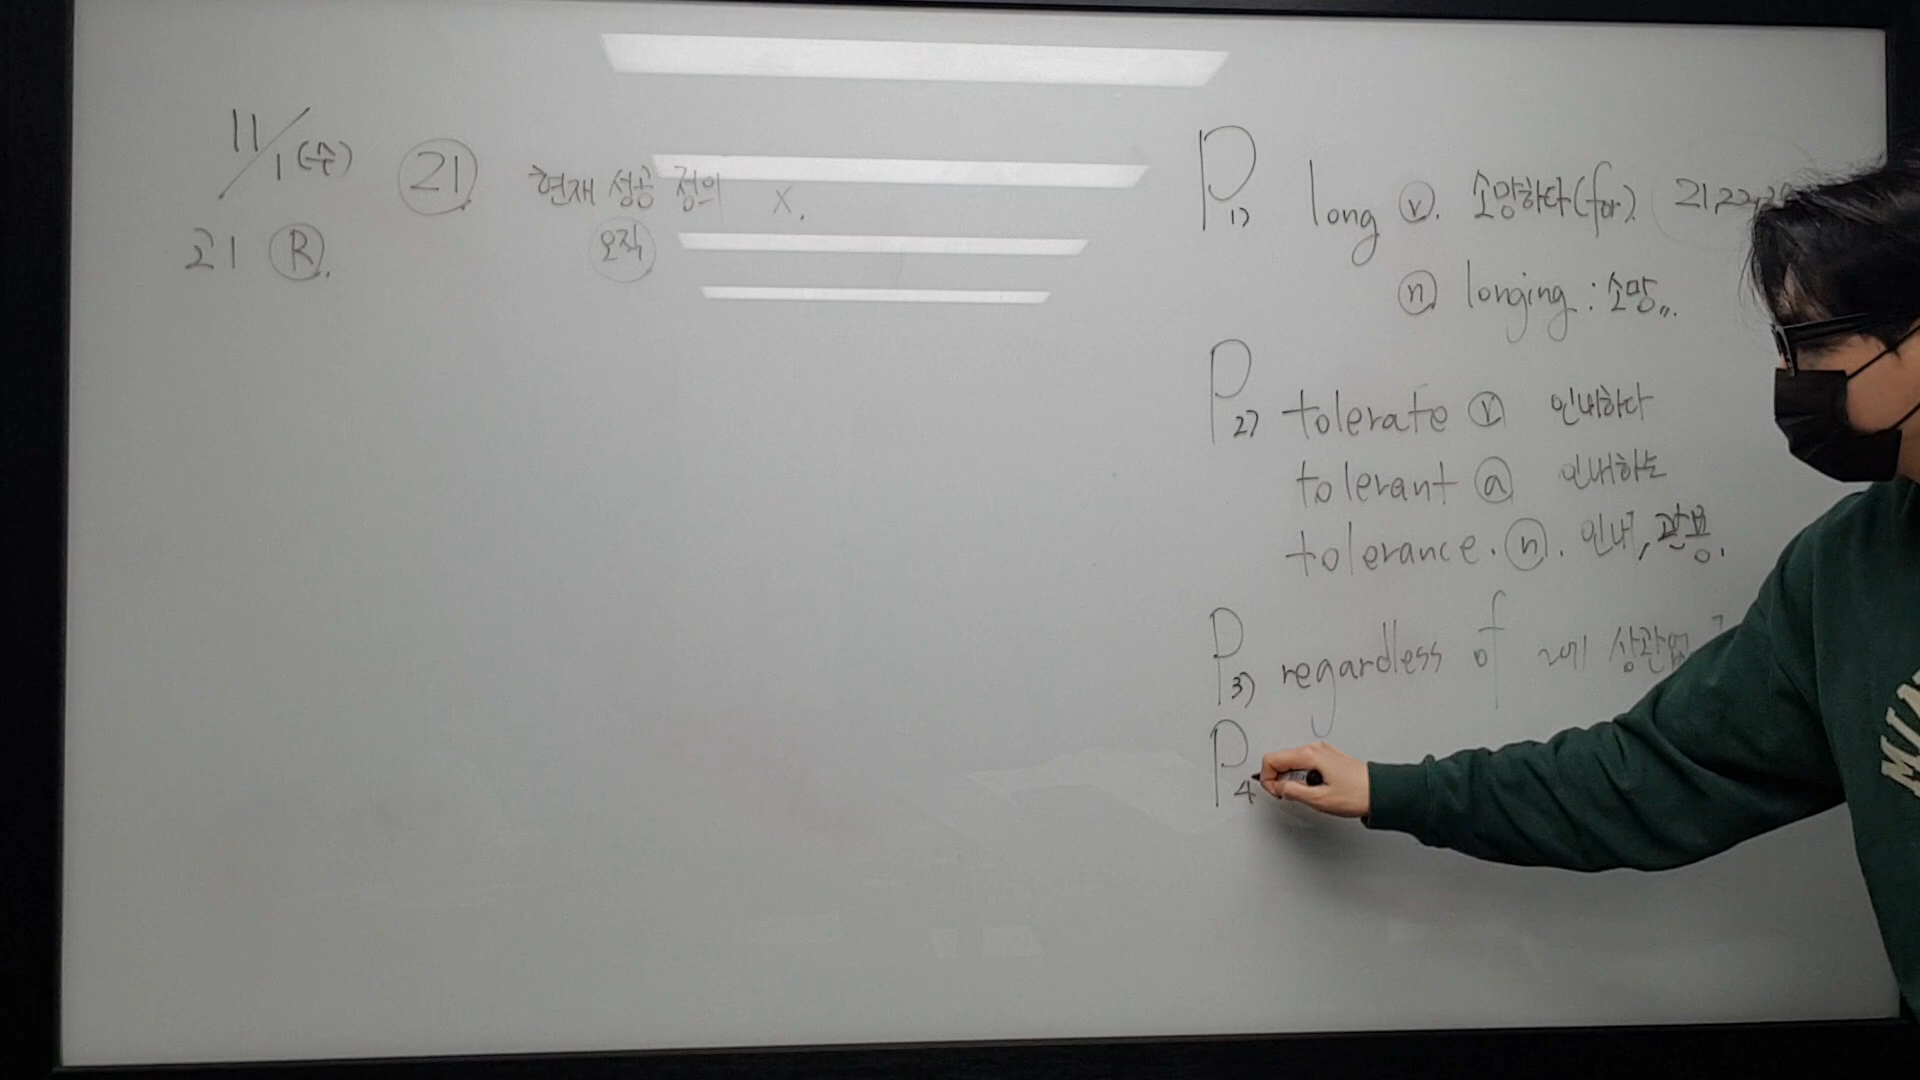 11/1 (수)
21 R.
21. 현재 성공 정의 X.
오직
P1) long v. 소망하다(for). 21,22,
n longing : 소망.
P2) tolerate v 인내하다
tolerant a 인내하는
tolerance. n. 인내, 관용.
P3) regardless of ~에 상관없
P4